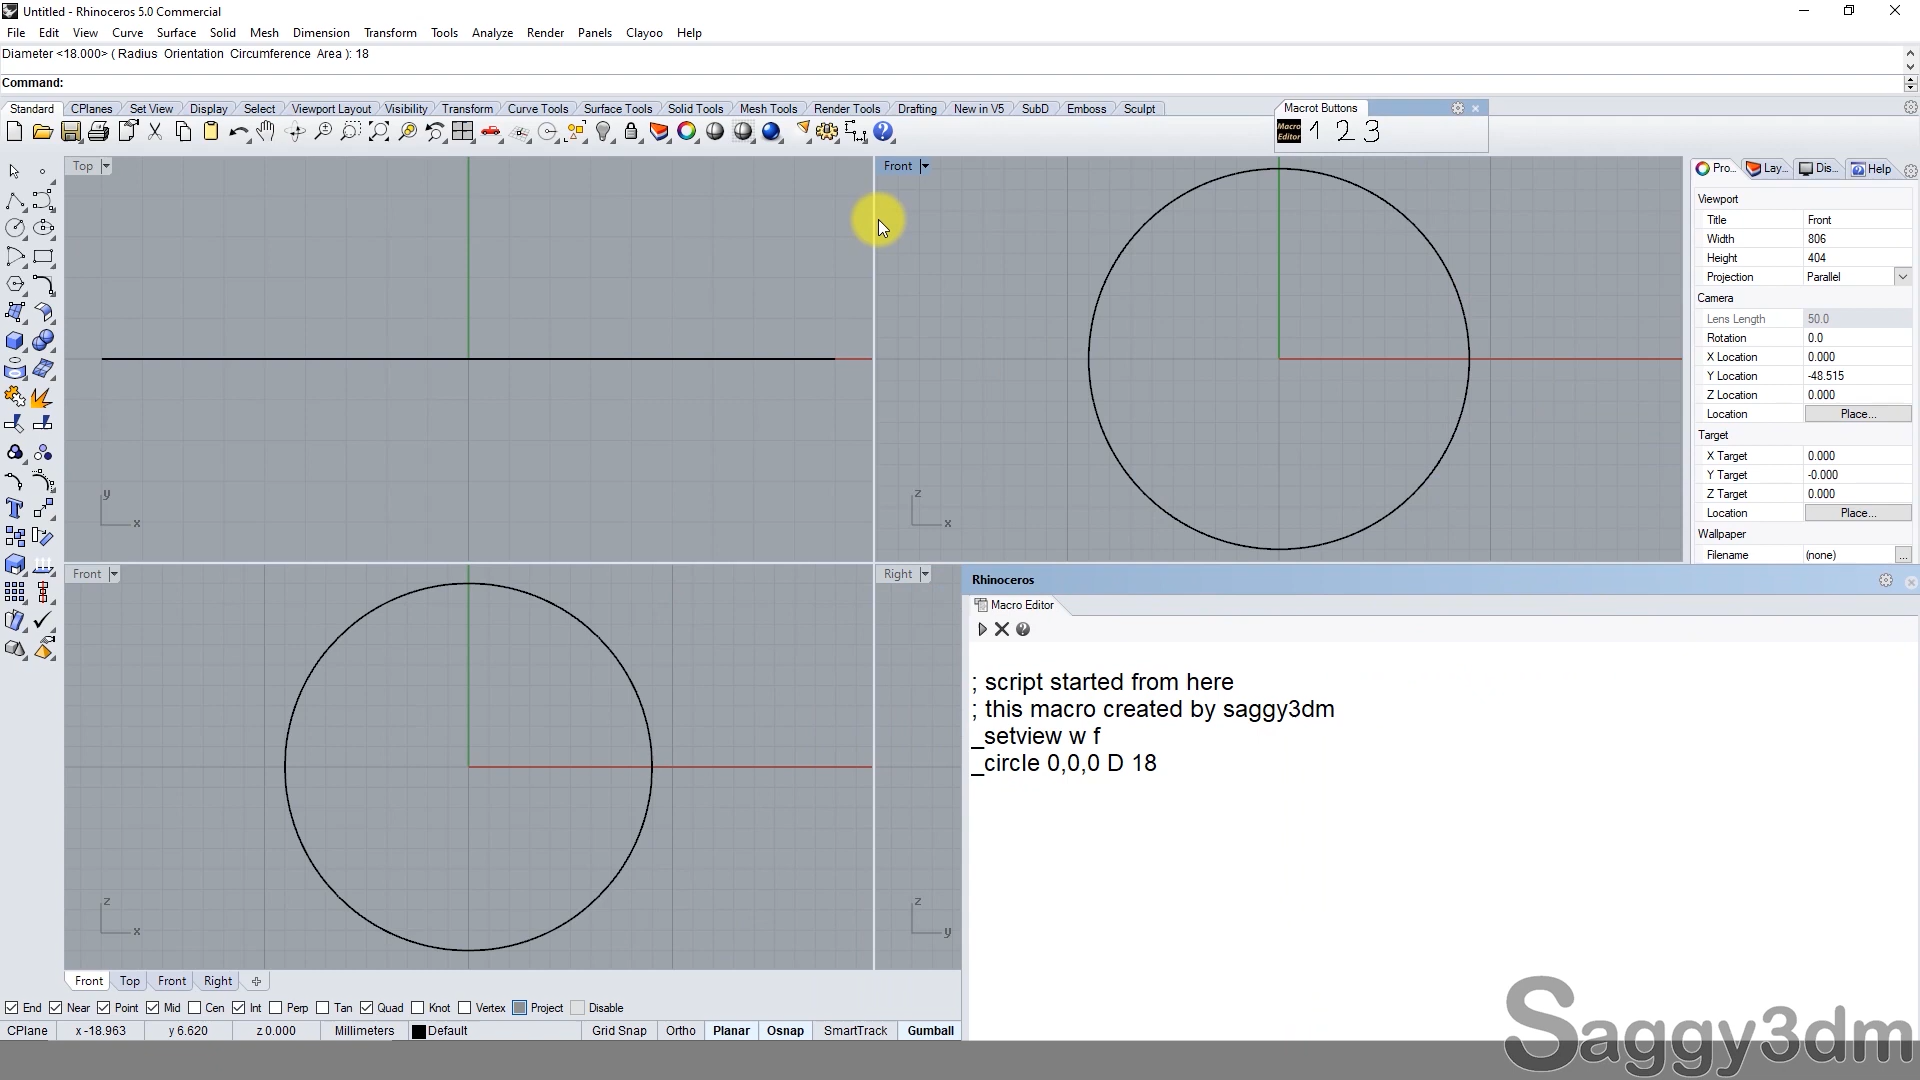 Untitled - Rhinoceros 5.0 Commercial
File Edit View Curve Surface Solid Mesh Dimension Transform Tools Analyze Render Panels Clayoo Help
Diameter <18.000> ( Radius Orientation Circumference Area ): 18
Command:
Standard CPlanes Set View Display Select Viewport Layout Visibility Transform Curve Tools Surface Tools Solid Tools Mesh Tools Render Tools Drafting New in V5 SubD Emboss Sculpt
Macrot Buttons
Macro Editor 1 2 3
Top
Front
Pro... Lay... Dis... Help
Viewport
Title Front
Width 806
Height 404
Projection Parallel
Camera
Lens Length 50.0
Rotation 0.0
X Location 0.000
Y Location -48.515
Z Location 0.000
Location Place...
Target
X Target 0.000
Y Target -0.000
Z Target 0.000
Location Place...
Wallpaper
Filename (none) ...
y
x
z
x
Front
Right
z
x
z
y
Rhinoceros
Macro Editor
; script started from here
; this macro created by saggy3dm
_setview w f
_circle 0,0,0 D 18
Front Top Front Right
End Near Point Mid Cen Int Perp Tan Quad Knot Vertex Project Disable
CPlane x -18.963 y 6.620 z 0.000 Millimeters Default Grid Snap Ortho Planar Osnap SmartTrack Gumball
Saggy3dm